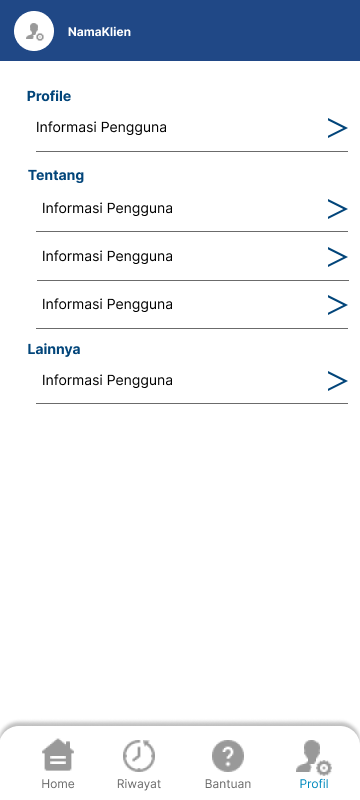 NamaKlien
Profile
Informasi Pengguna
Tentang
Informasi Pengguna
Informasi Pengguna
Informasi Pengguna
Lainnya
Informasi Pengguna
Home Riwayat Bantuan Profil